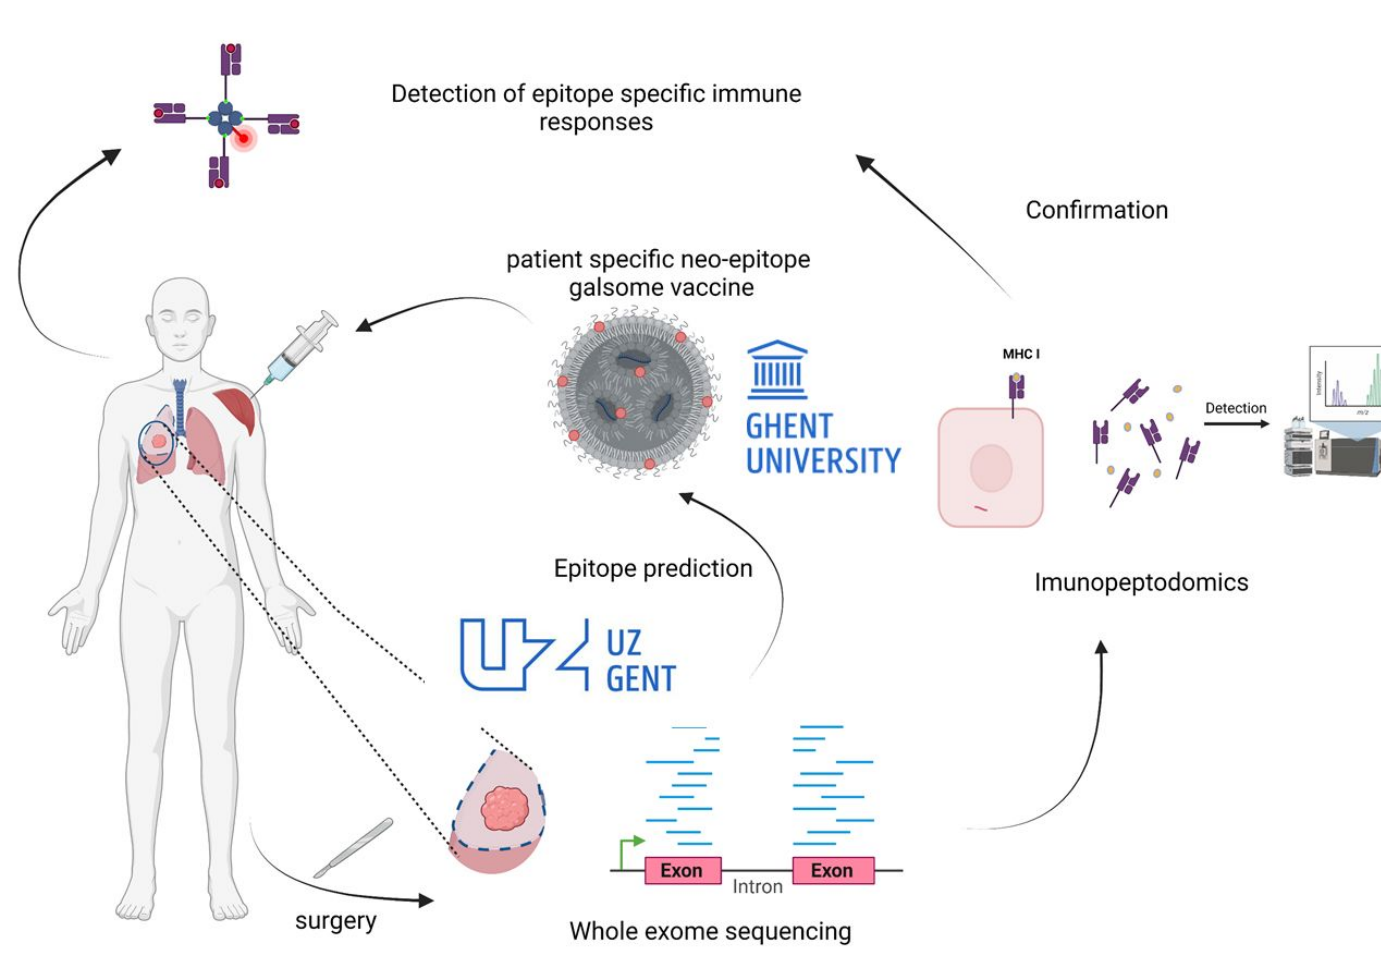 Detection of epitope specific immune
responses
Confirmation
patient specific neo-epitope
galsome vaccine
GHENT
UNIVERSITY
MHC I
Detection
Intensity
m/z
Imunopeptodomics
Epitope prediction
UZ
GENT
Exon
Intron
Exon
surgery
Whole exome sequencing